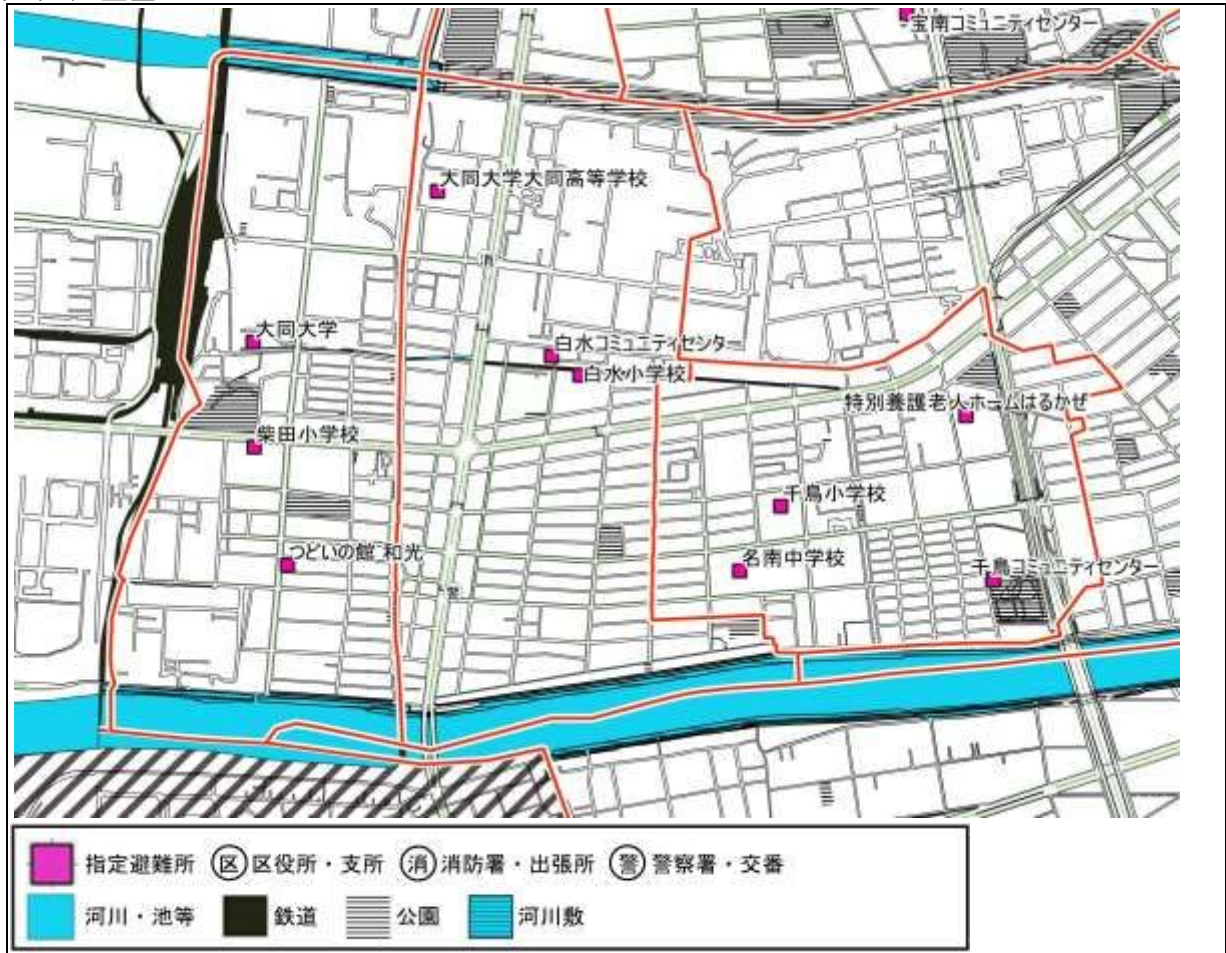 宝南コミュニティセンター
大同大学大同高等学校
消
大同大学
白水コミュニティセンター
白水小学校
特別養護老人ホームはるかぜ
柴田小学校
千鳥小学校
つどいの館 和光
名南中学校
千鳥コミュニティセンター
警
指定避難所 区 区役所・支所 消 消防署・出張所 警 警察署・交番
河川・池等 鉄道 公園 河川敷